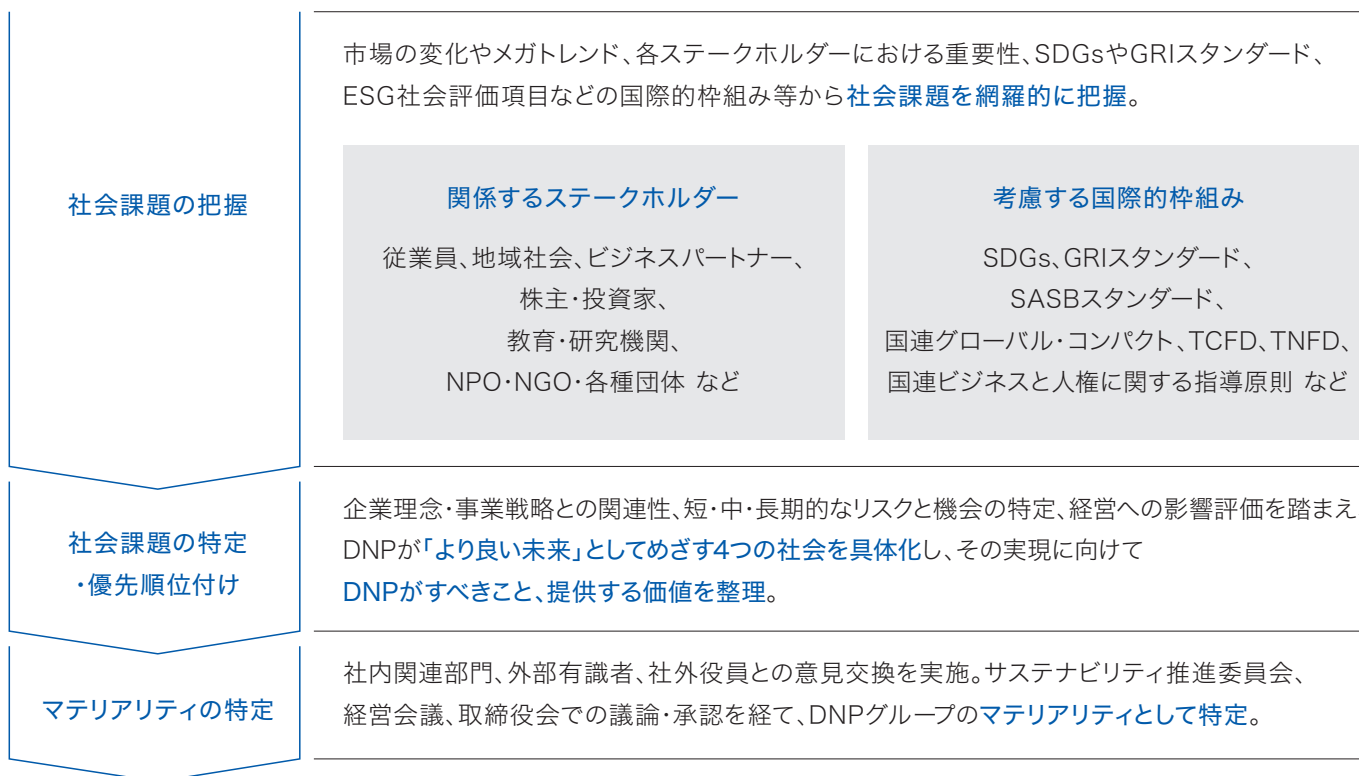 社会課題の把握
市場の変化やメガトレンド、各ステークホルダーにおける重要性、SDGsやGRIスタンダード、
ESG社会評価項目などの国際的枠組み等から社会課題を網羅的に把握。
関係するステークホルダー
従業員、地域社会、ビジネスパートナー、
株主・投資家、
教育・研究機関、
NPO・NGO・各種団体 など
考慮する国際的枠組み
SDGs、GRIスタンダード、
SASBスタンダード、
国連グローバル・コンパクト、TCFD、TNFD、
国連ビジネスと人権に関する指導原則 など
社会課題の特定
・優先順位付け
企業理念・事業戦略との関連性、短・中・長期的なリスクと機会の特定、経営への影響評価を踏まえ
DNPが「より良い未来」としてめざす4つの社会を具体化し、その実現に向けて
DNPがすべきこと、提供する価値を整理。
マテリアリティの特定
社内関連部門、外部有識者、社外役員との意見交換を実施。サステナビリティ推進委員会、
経営会議、取締役会での議論・承認を経て、DNPグループのマテリアリティとして特定。